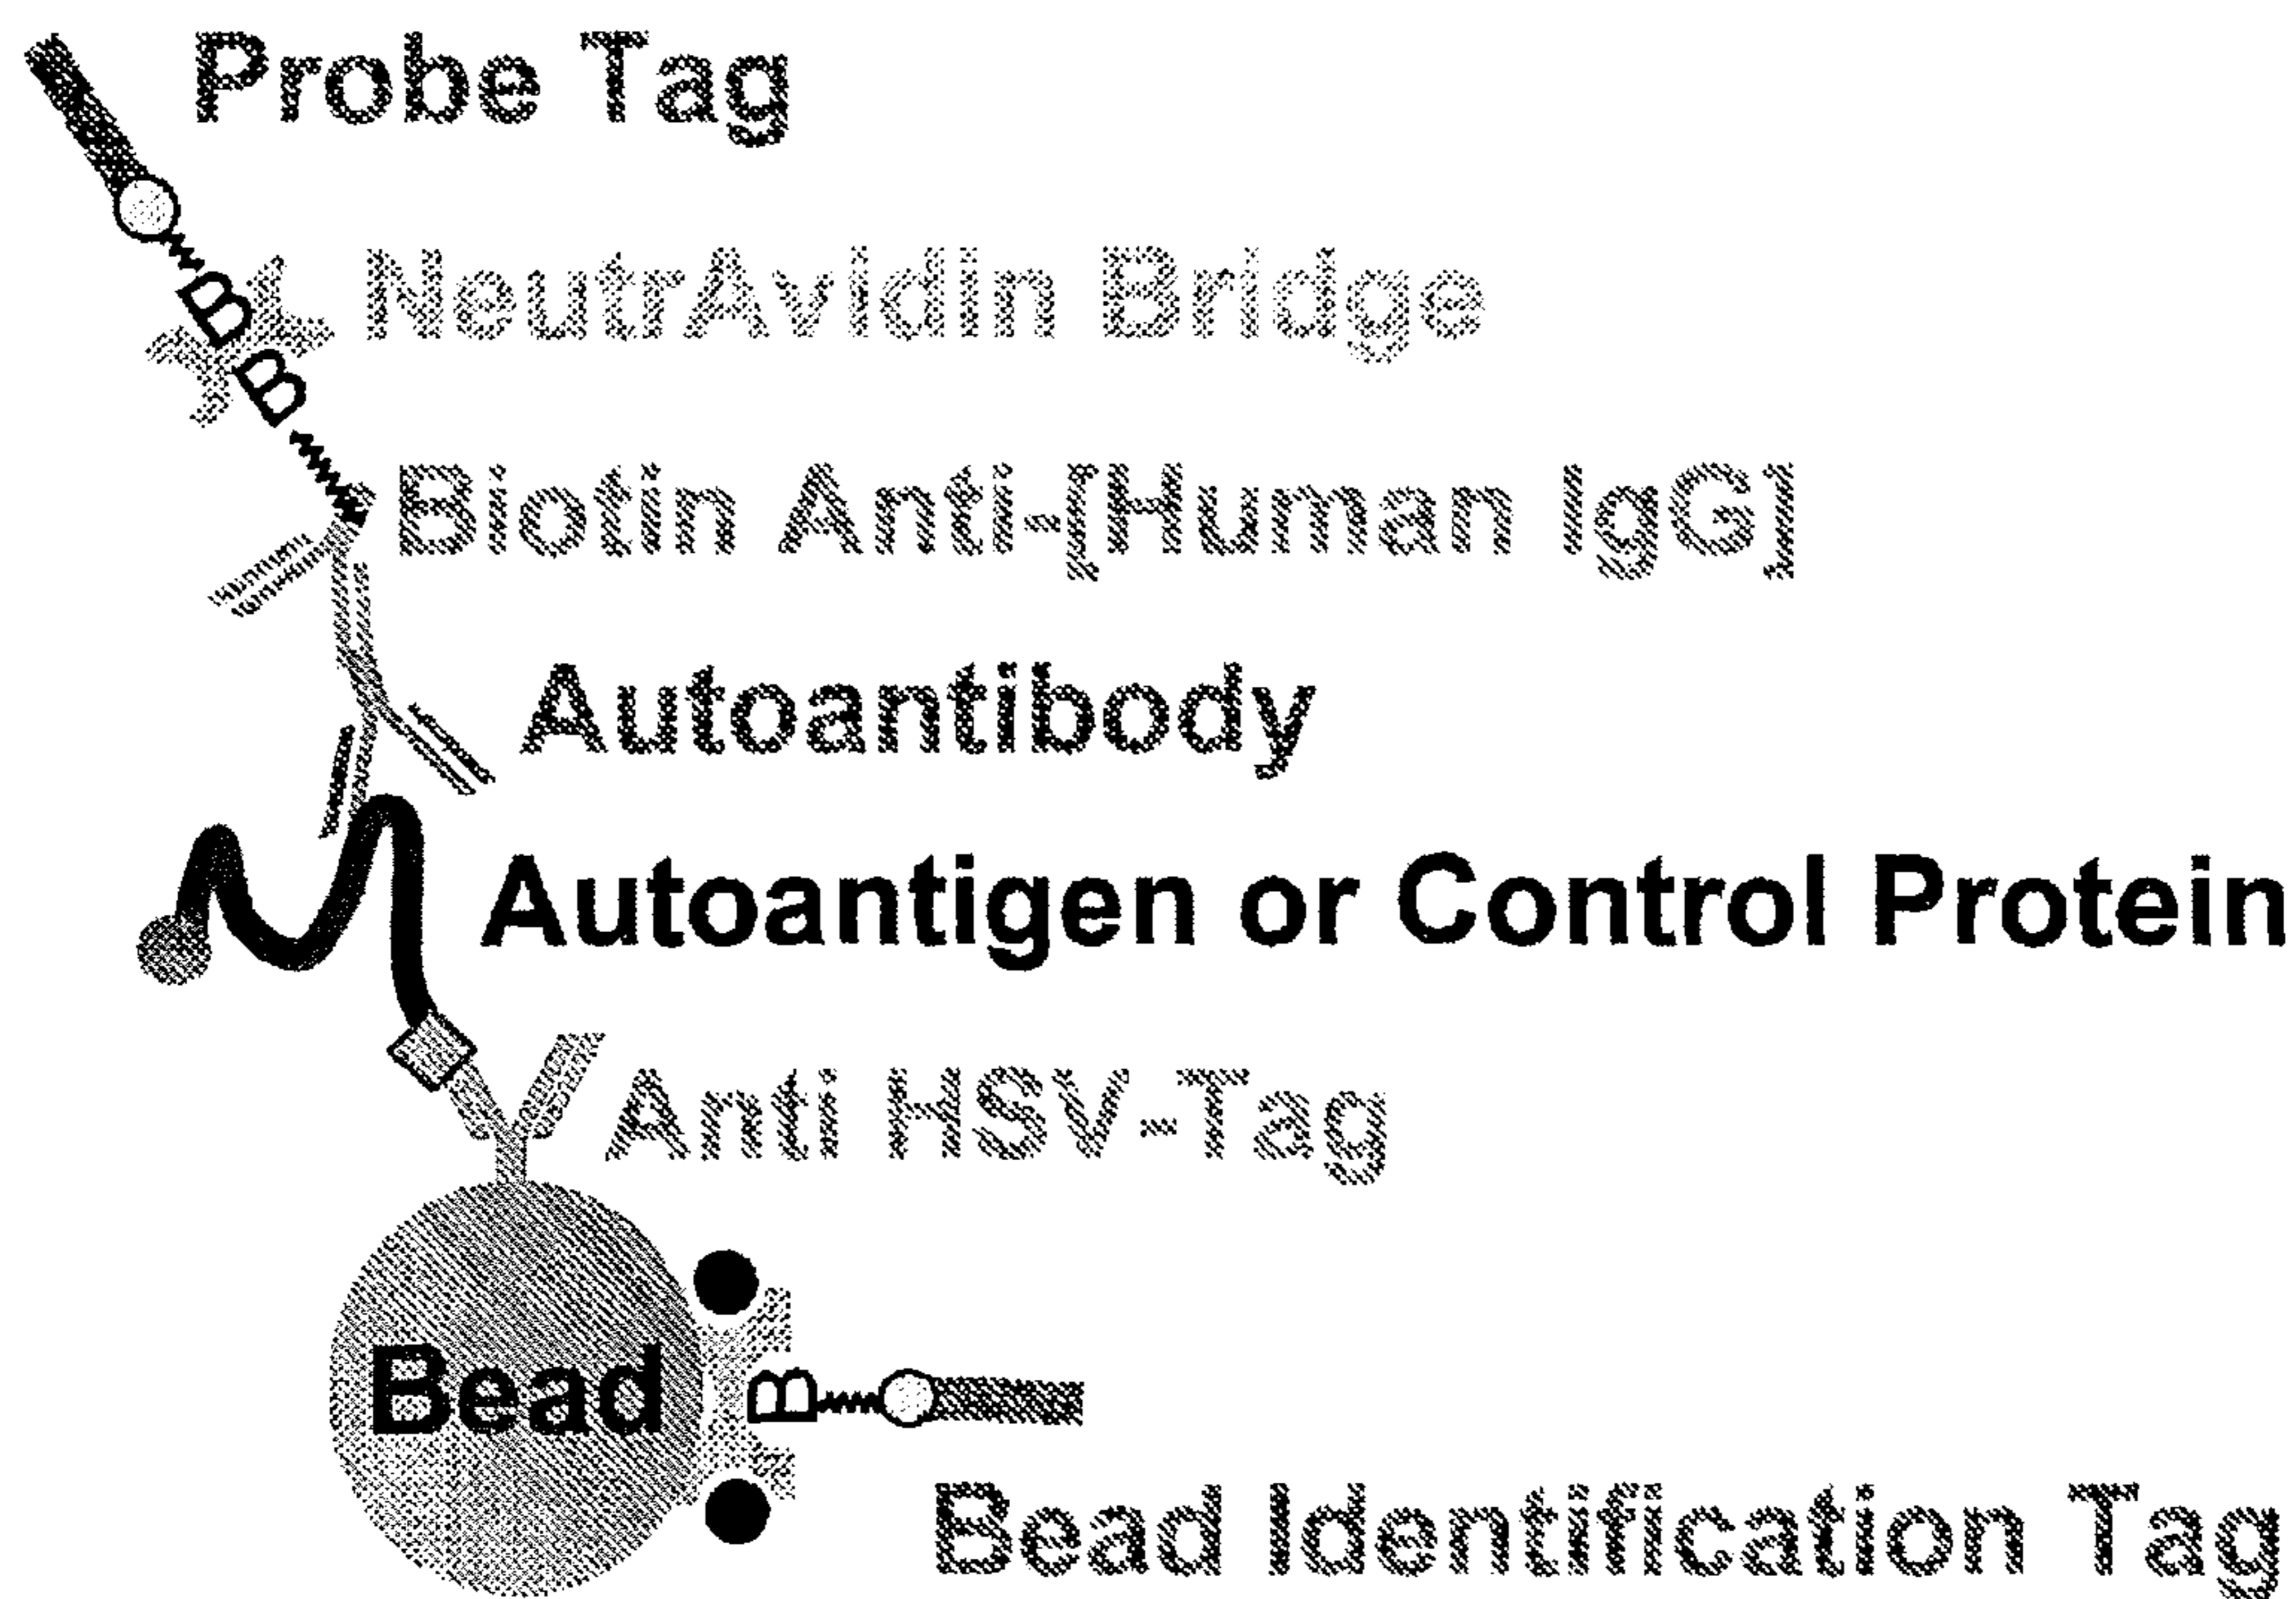 Probe Tag
B
NeutrAvidin Bridge
B
Biotin Anti-[Human IgG]
Autoantibody
Autoantigen or Control Protein
Anti HSV-Tag
Bead
B
Bead Identification Tag